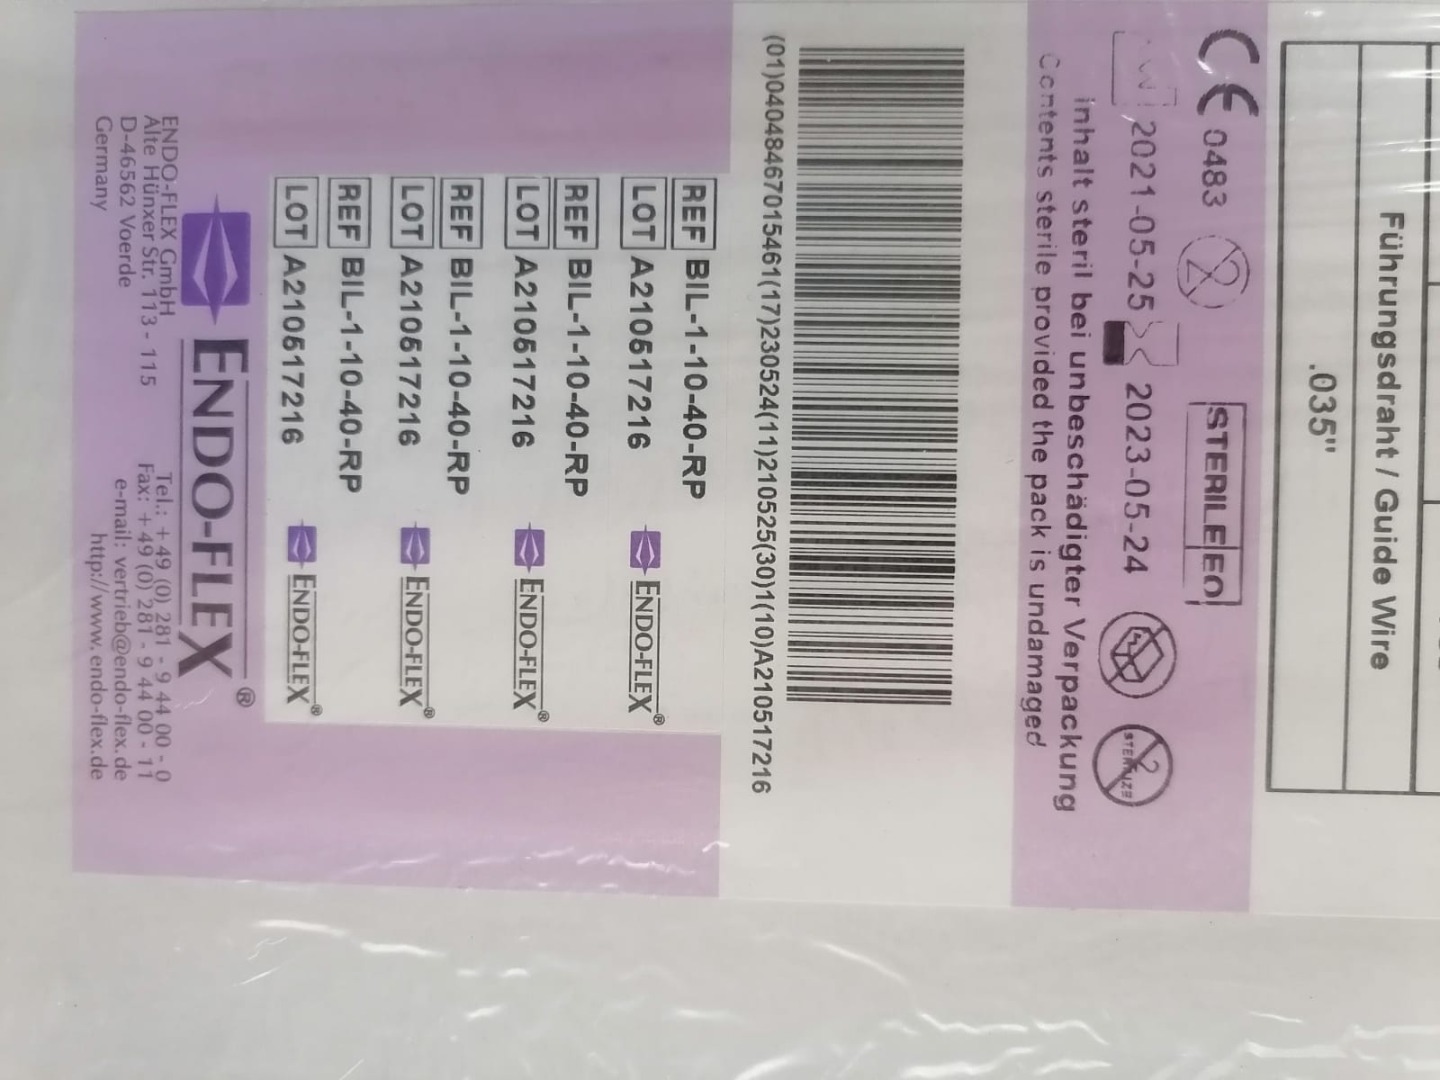 Führungsdraht / Guide Wire
.035"
CE 0483 2 STERILE EO
2021-05-25 2023-05-24 2 STERILIZE
Inhalt steril bei unbeschädigter Verpackung
Contents sterile provided the pack is undamaged
(01)04048467015461(17)230524(11)210525(30)1(10)A210517216
REF BIL-1-10-40-RP
LOT A210517216 ENDO-FLEX®
REF BIL-1-10-40-RP
LOT A210517216 ENDO-FLEX®
REF BIL-1-10-40-RP
LOT A210517216 ENDO-FLEX®
REF BIL-1-10-40-RP
LOT A210517216 ENDO-FLEX®
ENDO-FLEX®
ENDO-FLEX GmbH Tel.: +49 (0) 281 - 9 44 00 - 0
Alte Hünxer Str. 113 - 115 Fax: +49 (0) 281 - 9 44 00 - 11
D-46562 Voerde e-mail: vertrieb@endo-flex.de
Germany http://www.endo-flex.de